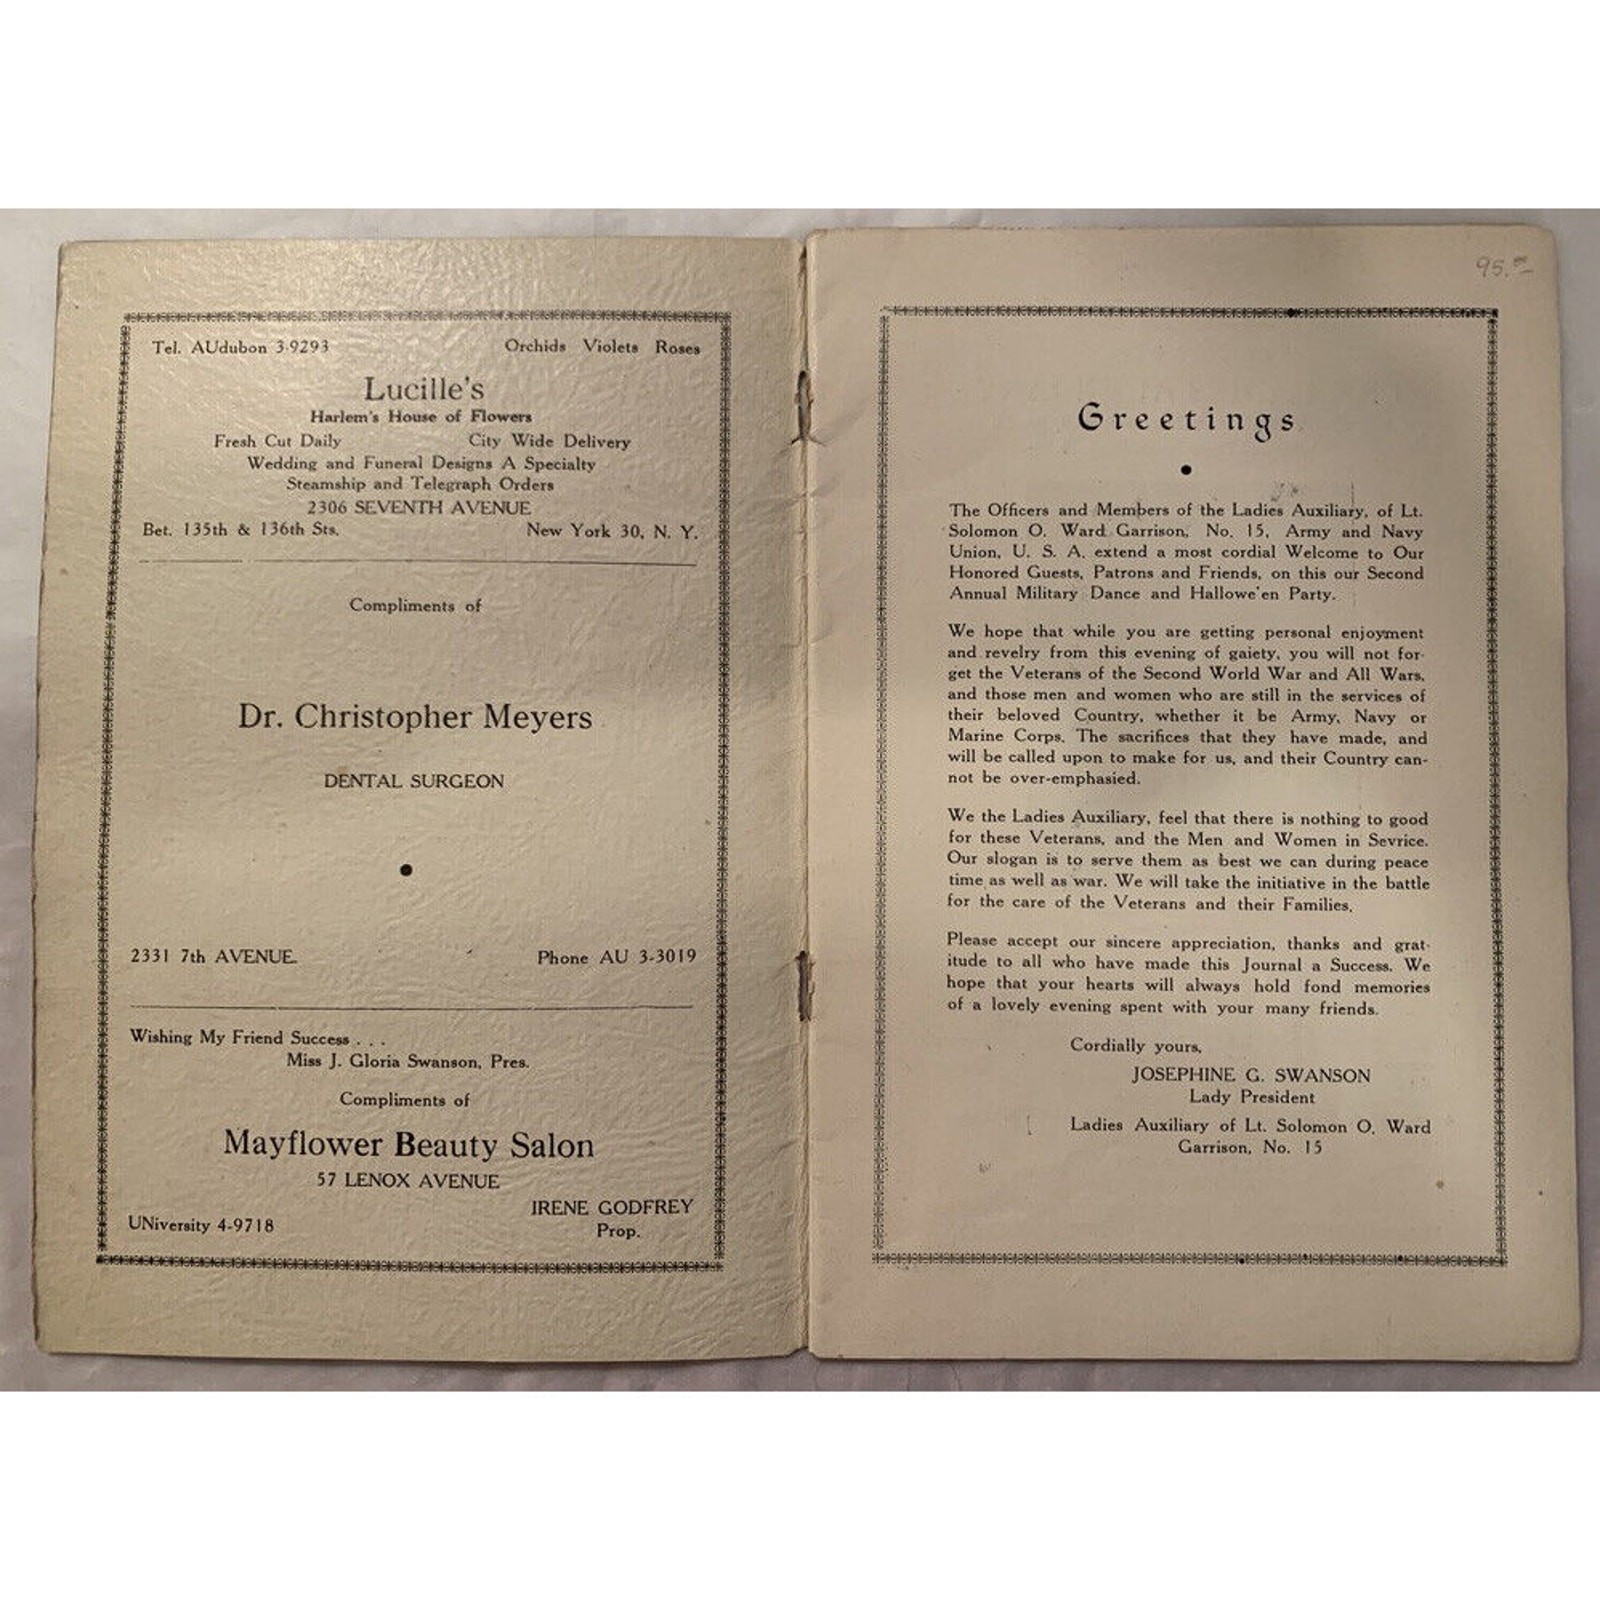 Tel. AUdubon 3-9293 Orchids Violets Roses
Lucille's
Harlem's House of Flowers
Fresh Cut Daily City Wide Delivery
Wedding and Funeral Designs A Specialty
Steamship and Telegraph Orders
2306 SEVENTH AVENUE
Bet. 135th & 136th Sts. New York 30, N. Y.
Compliments of
Dr. Christopher Meyers
DENTAL SURGEON
2331 7th AVENUE Phone AU 3-3019
Wishing My Friend Success . . .
Miss J. Gloria Swanson, Pres.
Compliments of
Mayflower Beauty Salon
57 LENOX AVENUE
IRENE GODFREY
UNiversity 4-9718 Prop.
95.=
Greetings
The Officers and Members of the Ladies Auxiliary, of Lt.
Solomon O. Ward Garrison, No. 15, Army and Navy
Union, U. S. A. extend a most cordial Welcome to Our
Honored Guests, Patrons and Friends, on this our Second
Annual Military Dance and Hallowe'en Party.
We hope that while you are getting personal enjoyment
and revelry from this evening of gaiety, you will not for-
get the Veterans of the Second World War and All Wars,
and those men and women who are still in the services of
their beloved Country, whether it be Army, Navy or
Marine Corps. The sacrifices that they have made, and
will be called upon to make for us, and their Country can-
not be over-emphasied.
We the Ladies Auxiliary, feel that there is nothing to good
for these Veterans, and the Men and Women in Sevrice.
Our slogan is to serve them as best we can during peace
time as well as war. We will take the initiative in the battle
for the care of the Veterans and their Families.
Please accept our sincere appreciation, thanks and grat-
itude to all who have made this Journal a Success. We
hope that your hearts will always hold fond memories
of a lovely evening spent with your many friends.
Cordially yours,
JOSEPHINE G. SWANSON
Lady President
Ladies Auxiliary of Lt. Solomon O. Ward
Garrison, No. 15